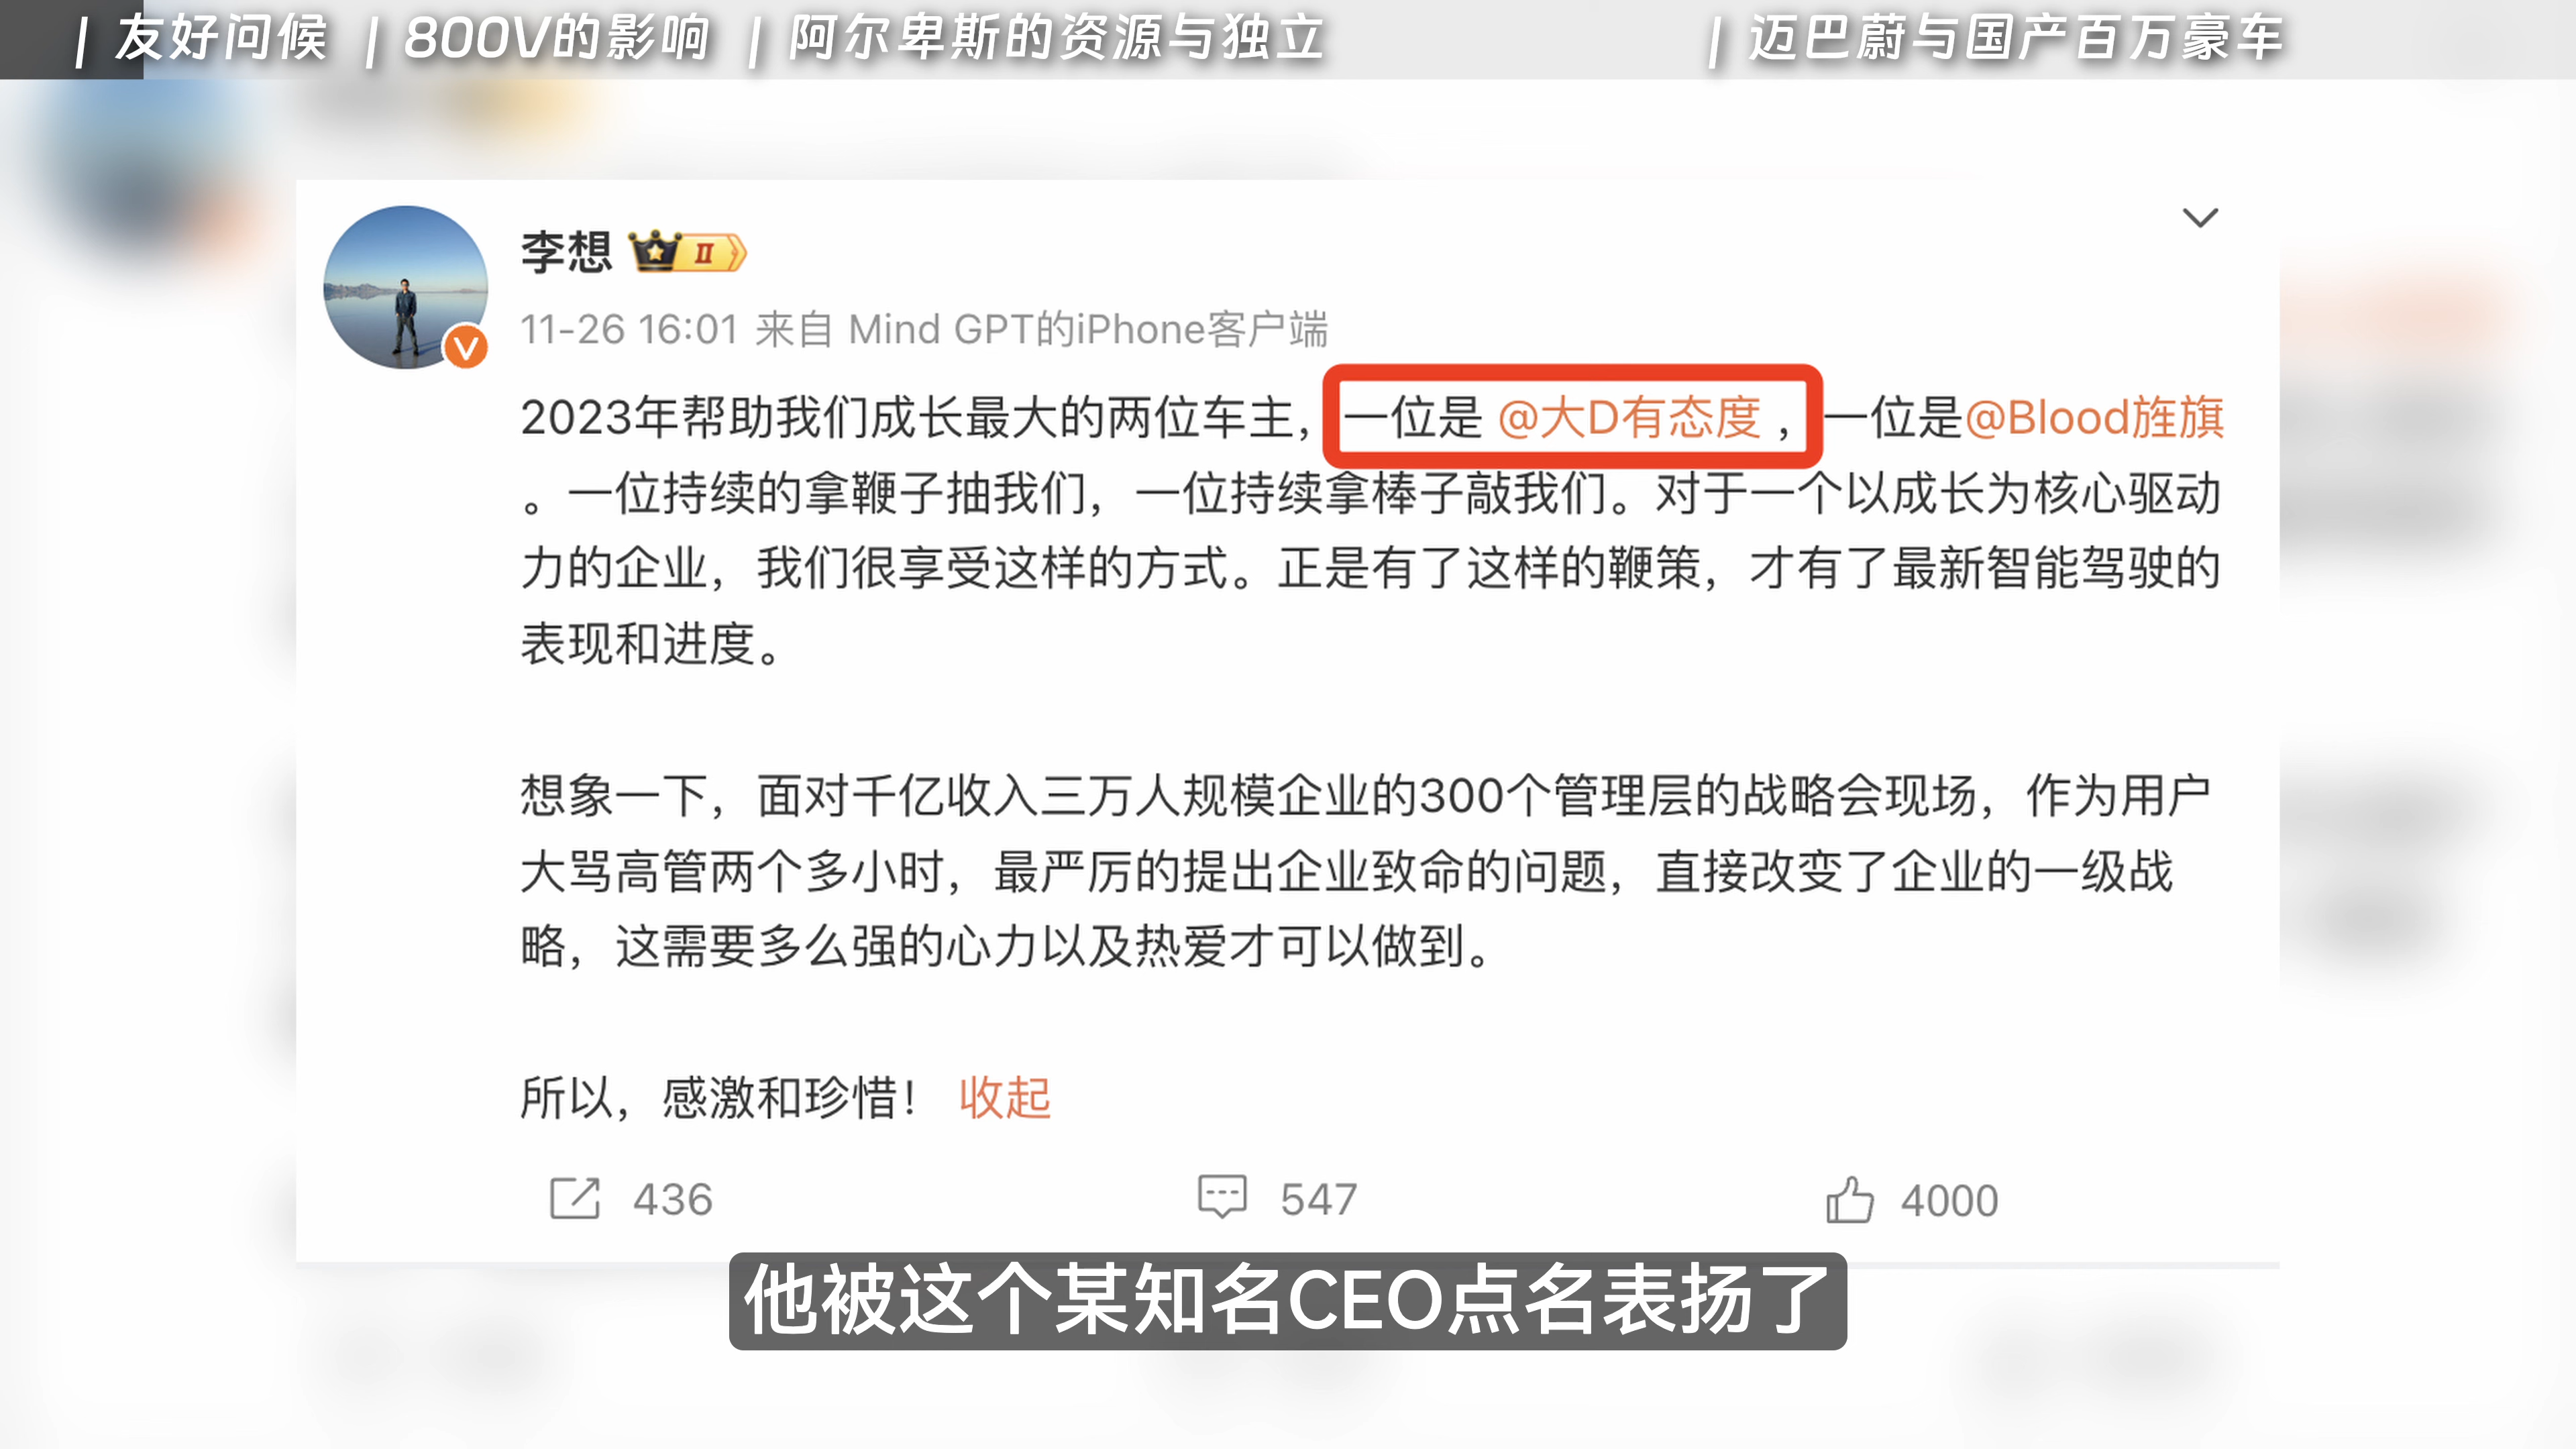 | 友好问候 | 800V的影响 | 阿尔卑斯的资源与独立 | 迈巴赫与国产百万豪车
李想 II
11-26 16:01 来自 Mind GPT的iPhone客户端
2023年帮助我们成长最大的两位车主，一位是 @大D有态度 ，一位是@Blood旌旗
。一位持续的拿鞭子抽我们，一位持续拿棒子敲我们。对于一个以成长为核心驱动
力的企业，我们很享受这样的方式。正是有了这样的鞭策，才有了最新智能驾驶的
表现和进度。
想象一下，面对千亿收入三万人规模企业的300个管理层的战略会现场，作为用户
大骂高管两个多小时，最严厉的提出企业致命的问题，直接改变了企业的一级战
略，这需要多么强的心力以及热爱才可以做到。
所以，感激和珍惜！ 收起
436 547 4000
他被这个某知名CEO点名表扬了